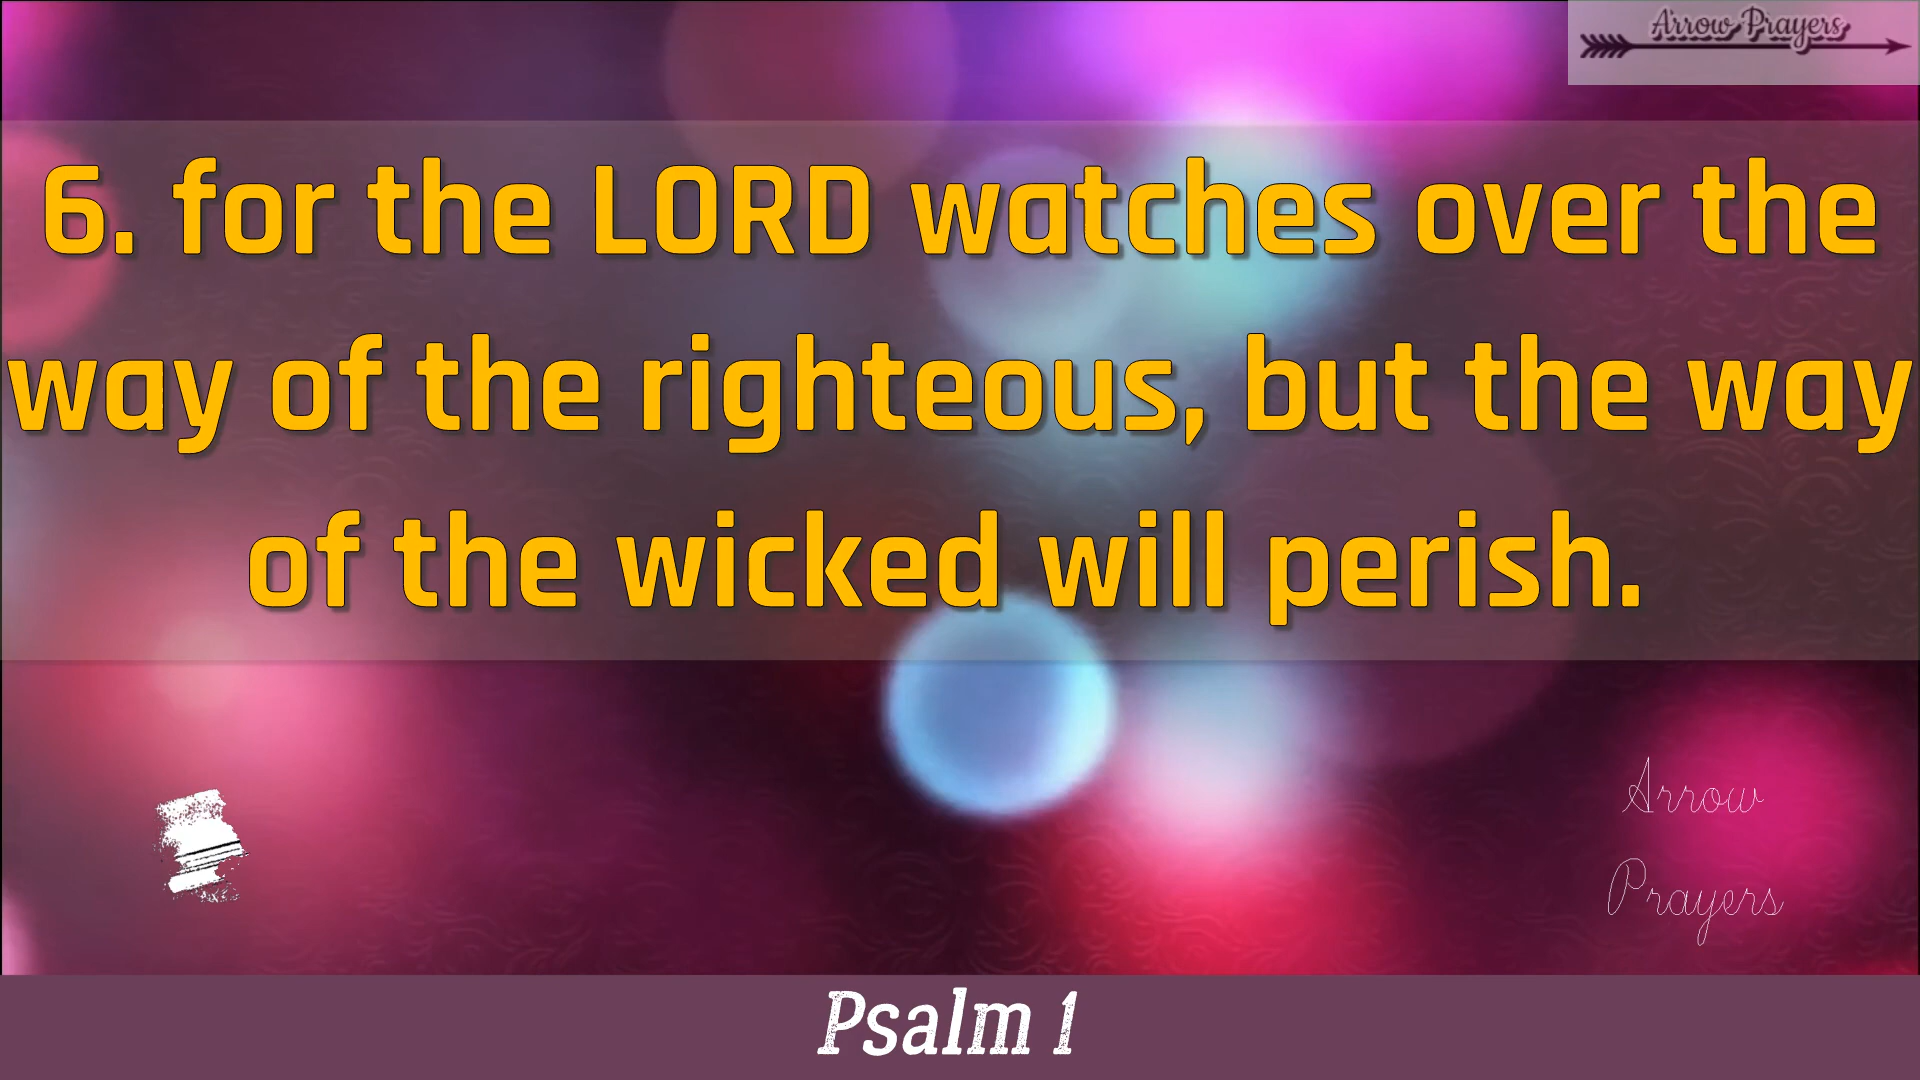 Arrow Prayers
6. for the LORD watches over the
way of the righteous, but the way
of the wicked will perish.
Arrow
Prayers
Psalm 1